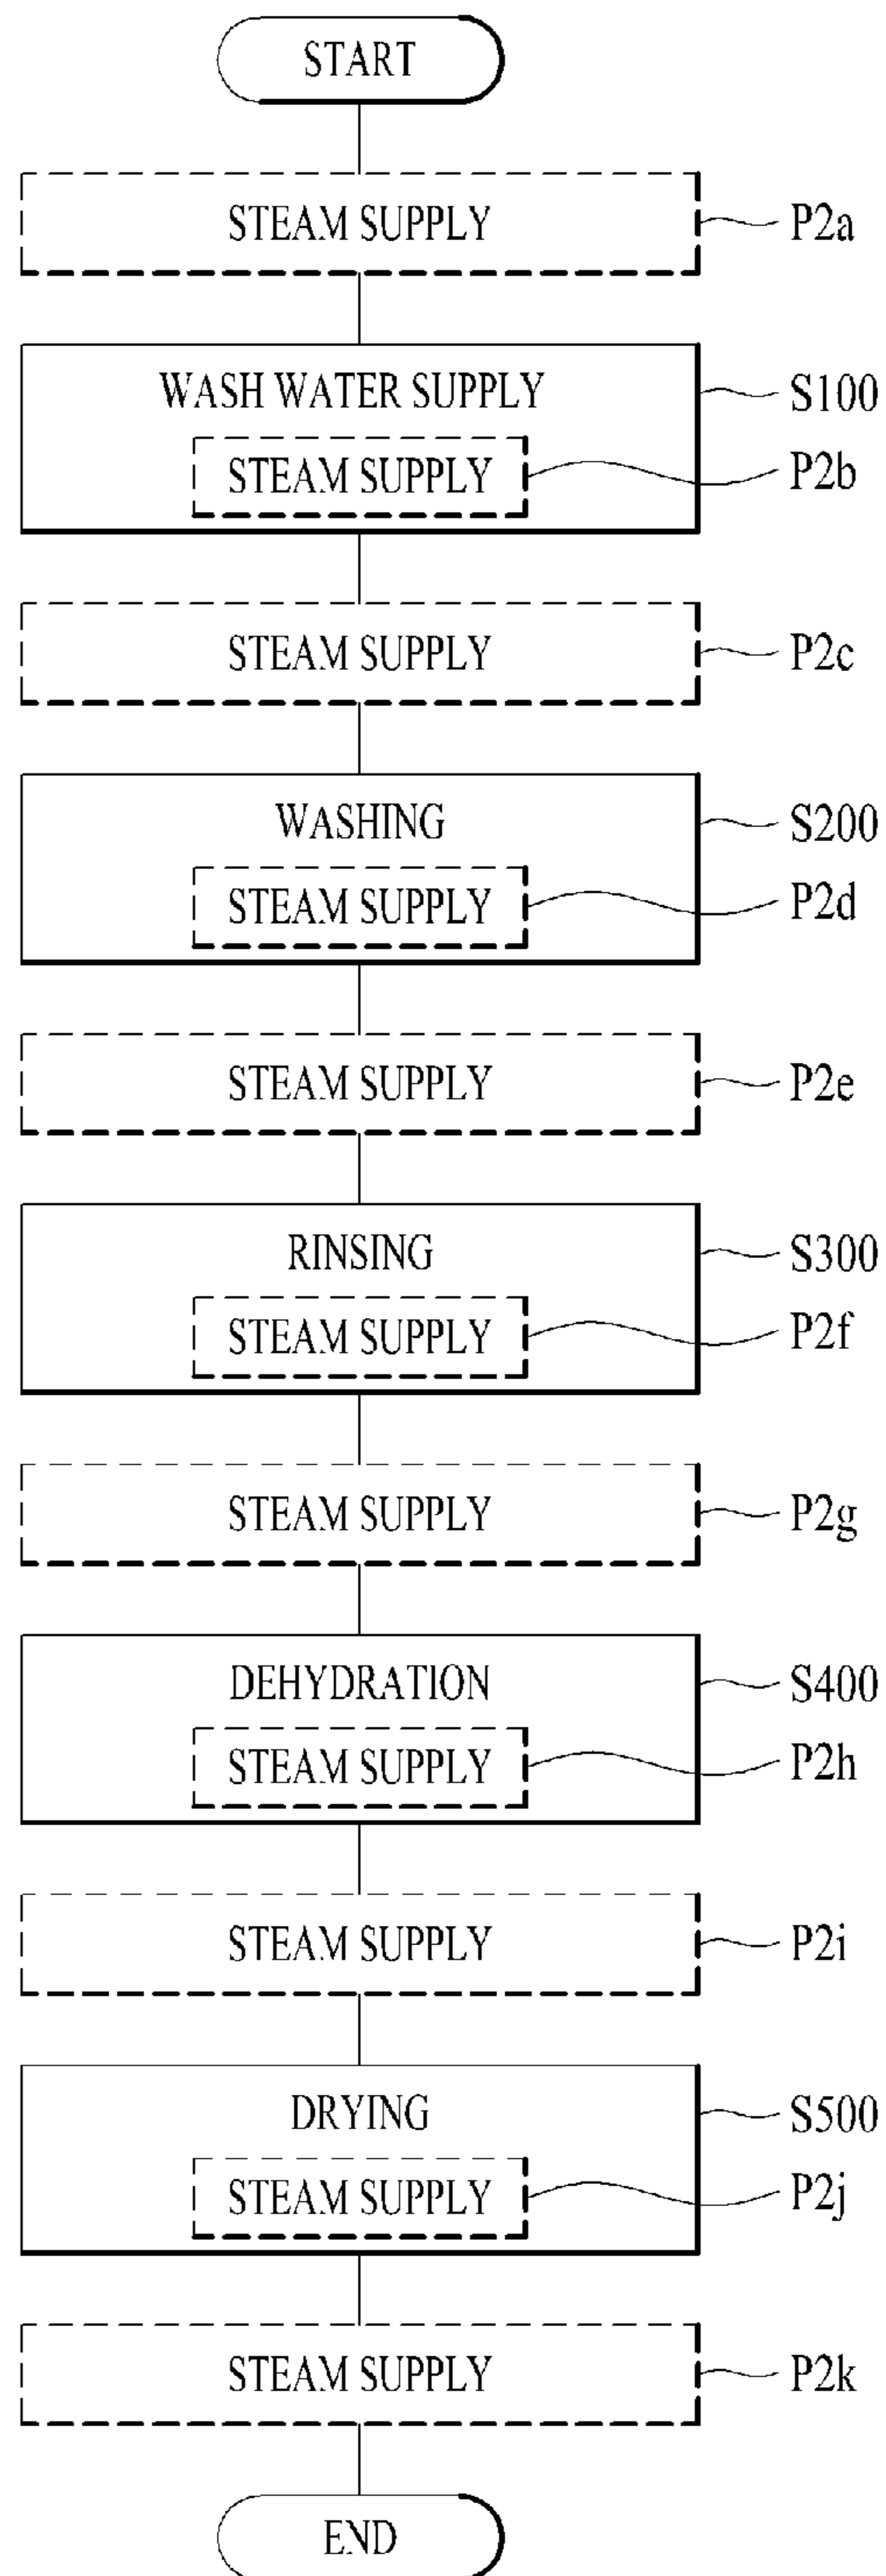 START
STEAM SUPPLY P2a
WASH WATER SUPPLY S100
STEAM SUPPLY P2b
STEAM SUPPLY P2c
WASHING S200
STEAM SUPPLY P2d
STEAM SUPPLY P2e
RINSING S300
STEAM SUPPLY P2f
STEAM SUPPLY P2g
DEHYDRATION S400
STEAM SUPPLY P2h
STEAM SUPPLY P2i
DRYING S500
STEAM SUPPLY P2j
STEAM SUPPLY P2k
END